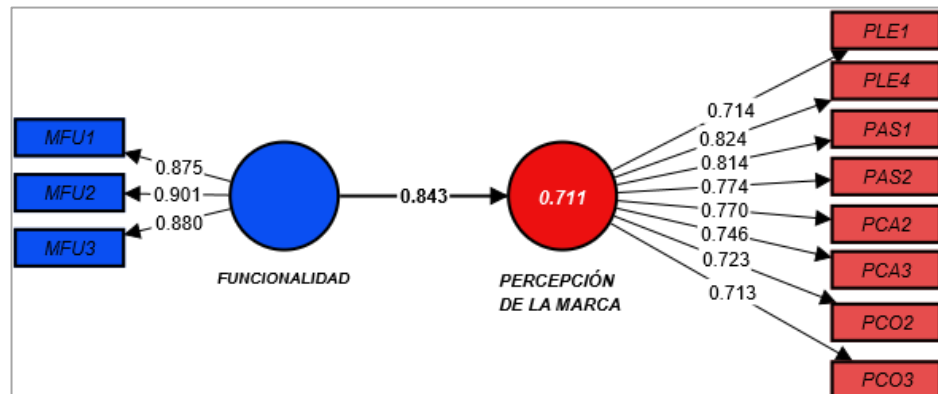 MFU1
MFU2
MFU3
0.875
0.901
0.880
FUNCIONALIDAD
0.843
0.711
PERCEPCIÓN
DE LA MARCA
0.714
0.824
0.814
0.774
0.770
0.746
0.723
0.713
PLE1
PLE4
PAS1
PAS2
PCA2
PCA3
PCO2
PCO3